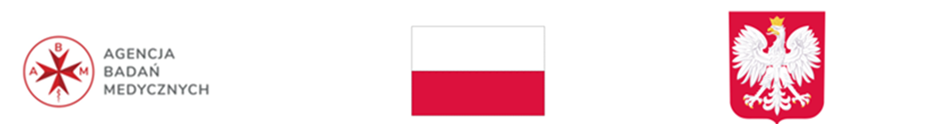 B
A M
AGENCJA
BADAŃ
MEDYCZNYCH